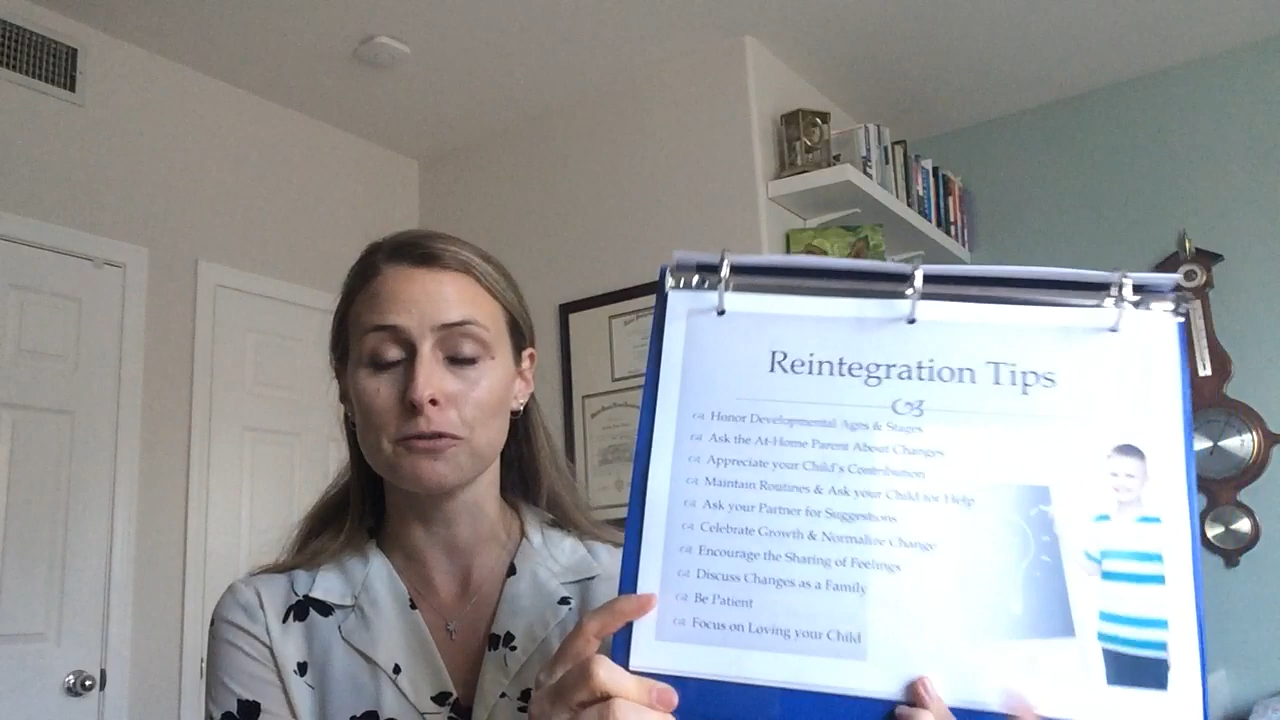 Reintegration Tips
Honor Developmental Ages & Stages
Ask the At-Home Parent About Changes
Appreciate your Child's Contribution
Maintain Routines & Ask your Child for Help
Ask your Partner for Suggestions
Celebrate Growth & Normalize Change
Encourage the Sharing of Feelings
Discuss Changes as a Family
Be Patient
Focus on Loving your Child